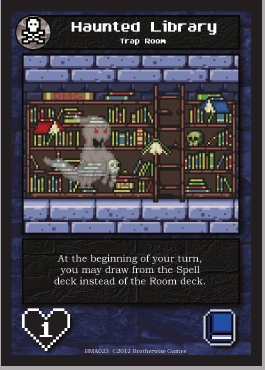 Haunted Library
Trap Room
At the beginning of your turn,
you may draw from the Spell
deck instead of the Room deck.
1
BMA023 ©2012 Brotherwise Games